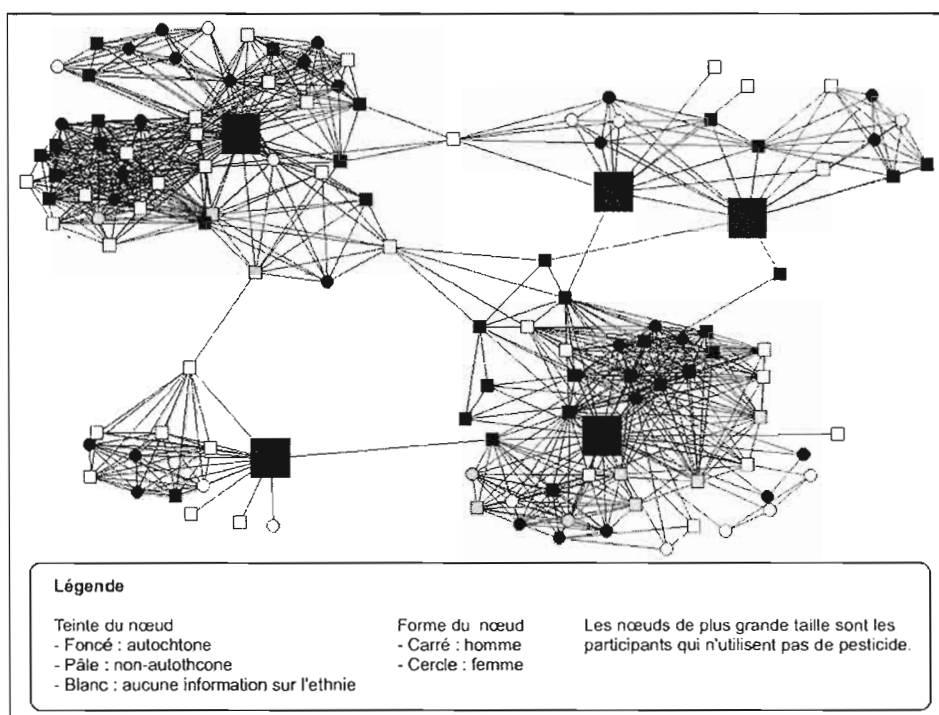 Légende
Teinte du nœud
- Foncé : autochtone
- Pâle : non-autothcone
- Blanc : aucune information sur l'ethnie
Forme du nœud
- Carré : homme
- Cercle : femme
Les nœuds de plus grande taille sont les
participants qui n'utilisent pas de pesticide.